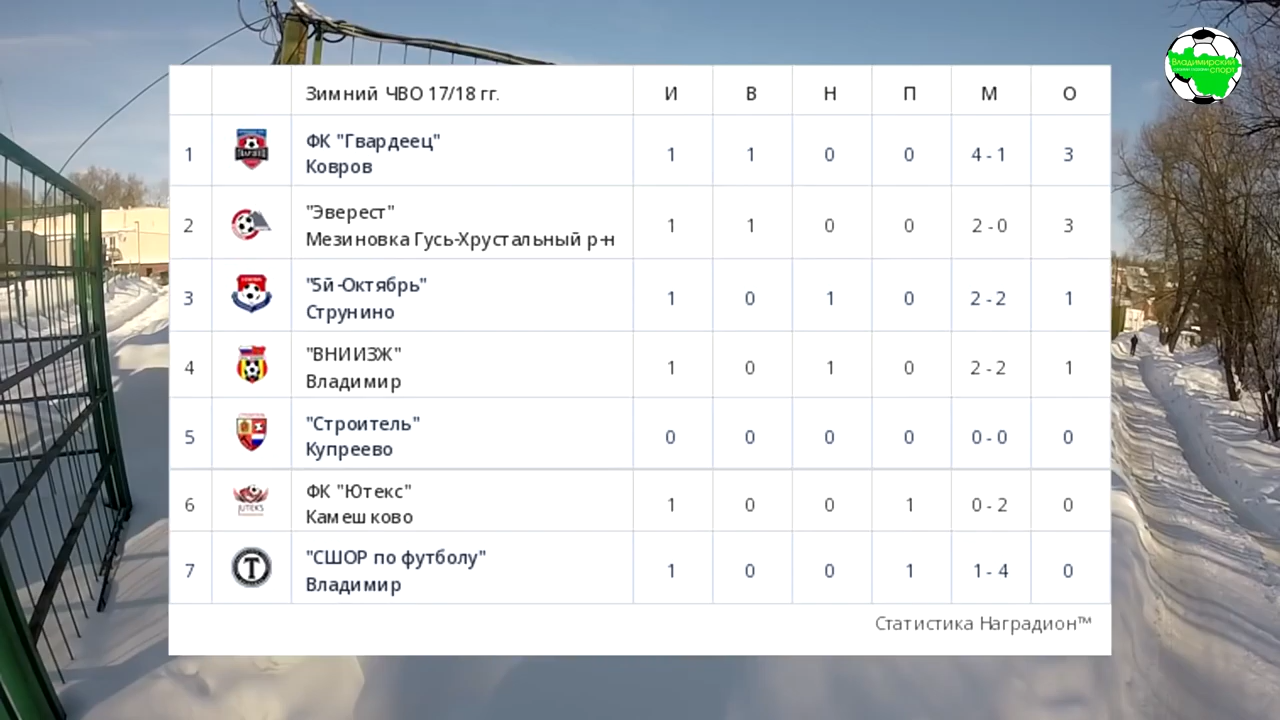 Владимирский
спорт
Зимний ЧВО 17/18 гг. И В Н П М О
1 ФК "Гвардеец" Ковров 1 1 0 0 4 - 1 3
2 "Эверест" Мезиновка Гусь-Хрустальный р-н 1 1 0 0 2 - 0 3
3 "5й-Октябрь" Струнино 1 0 1 0 2 - 2 1
4 "ВНИИЗЖ" Владимир 1 0 1 0 2 - 2 1
5 "Строитель" Купреево 0 0 0 0 0 - 0 0
6 JUTEKS ФК "Ютекс" Камешково 1 0 0 1 0 - 2 0
7 "СШОР по футболу" Владимир 1 0 0 1 1 - 4 0
Статистика Наградион™